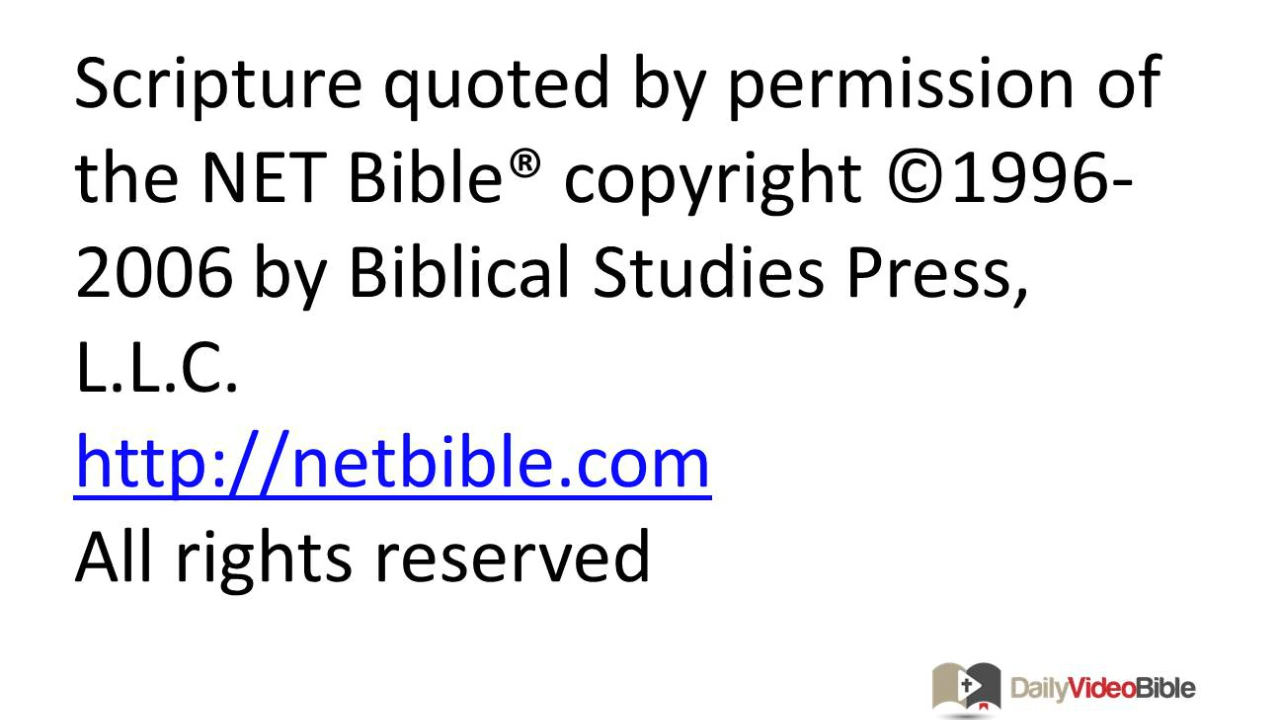 Scripture quoted by permission of
the NET Bible® copyright ©1996-
2006 by Biblical Studies Press,
L.L.C.
http://netbible.com
All rights reserved
DailyVideoBible